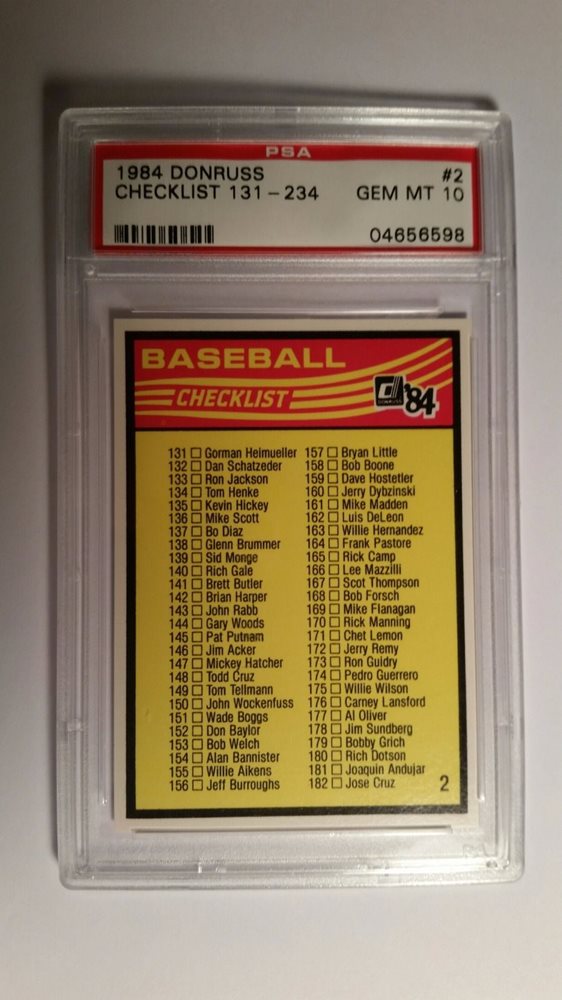 PSA
1984 DONRUSS #2
CHECKLIST 131-234 GEM MT 10
04656598
BASEBALL
CHECKLIST
DONRUSS '84
131 Gorman Heimueller
132 Dan Schatzeder
133 Ron Jackson
134 Tom Henke
135 Kevin Hickey
136 Mike Scott
137 Bo Diaz
138 Glenn Brummer
139 Sid Monge
140 Rich Gale
141 Brett Butler
142 Brian Harper
143 John Rabb
144 Gary Woods
145 Pat Putnam
146 Jim Acker
147 Mickey Hatcher
148 Todd Cruz
149 Tom Tellmann
150 John Wockenfuss
151 Wade Boggs
152 Don Baylor
153 Bob Welch
154 Alan Bannister
155 Willie Aikens
156 Jeff Burroughs
157 Bryan Little
158 Bob Boone
159 Dave Hostetler
160 Jerry Dybzinski
161 Mike Madden
162 Luis DeLeon
163 Willie Hernandez
164 Frank Pastore
165 Rick Camp
166 Lee Mazzilli
167 Scot Thompson
168 Bob Forsch
169 Mike Flanagan
170 Rick Manning
171 Chet Lemon
172 Jerry Remy
173 Ron Guidry
174 Pedro Guerrero
175 Willie Wilson
176 Carney Lansford
177 Al Oliver
178 Jim Sundberg
179 Bobby Grich
180 Rich Dotson
181 Joaquin Andujar
182 Jose Cruz
2